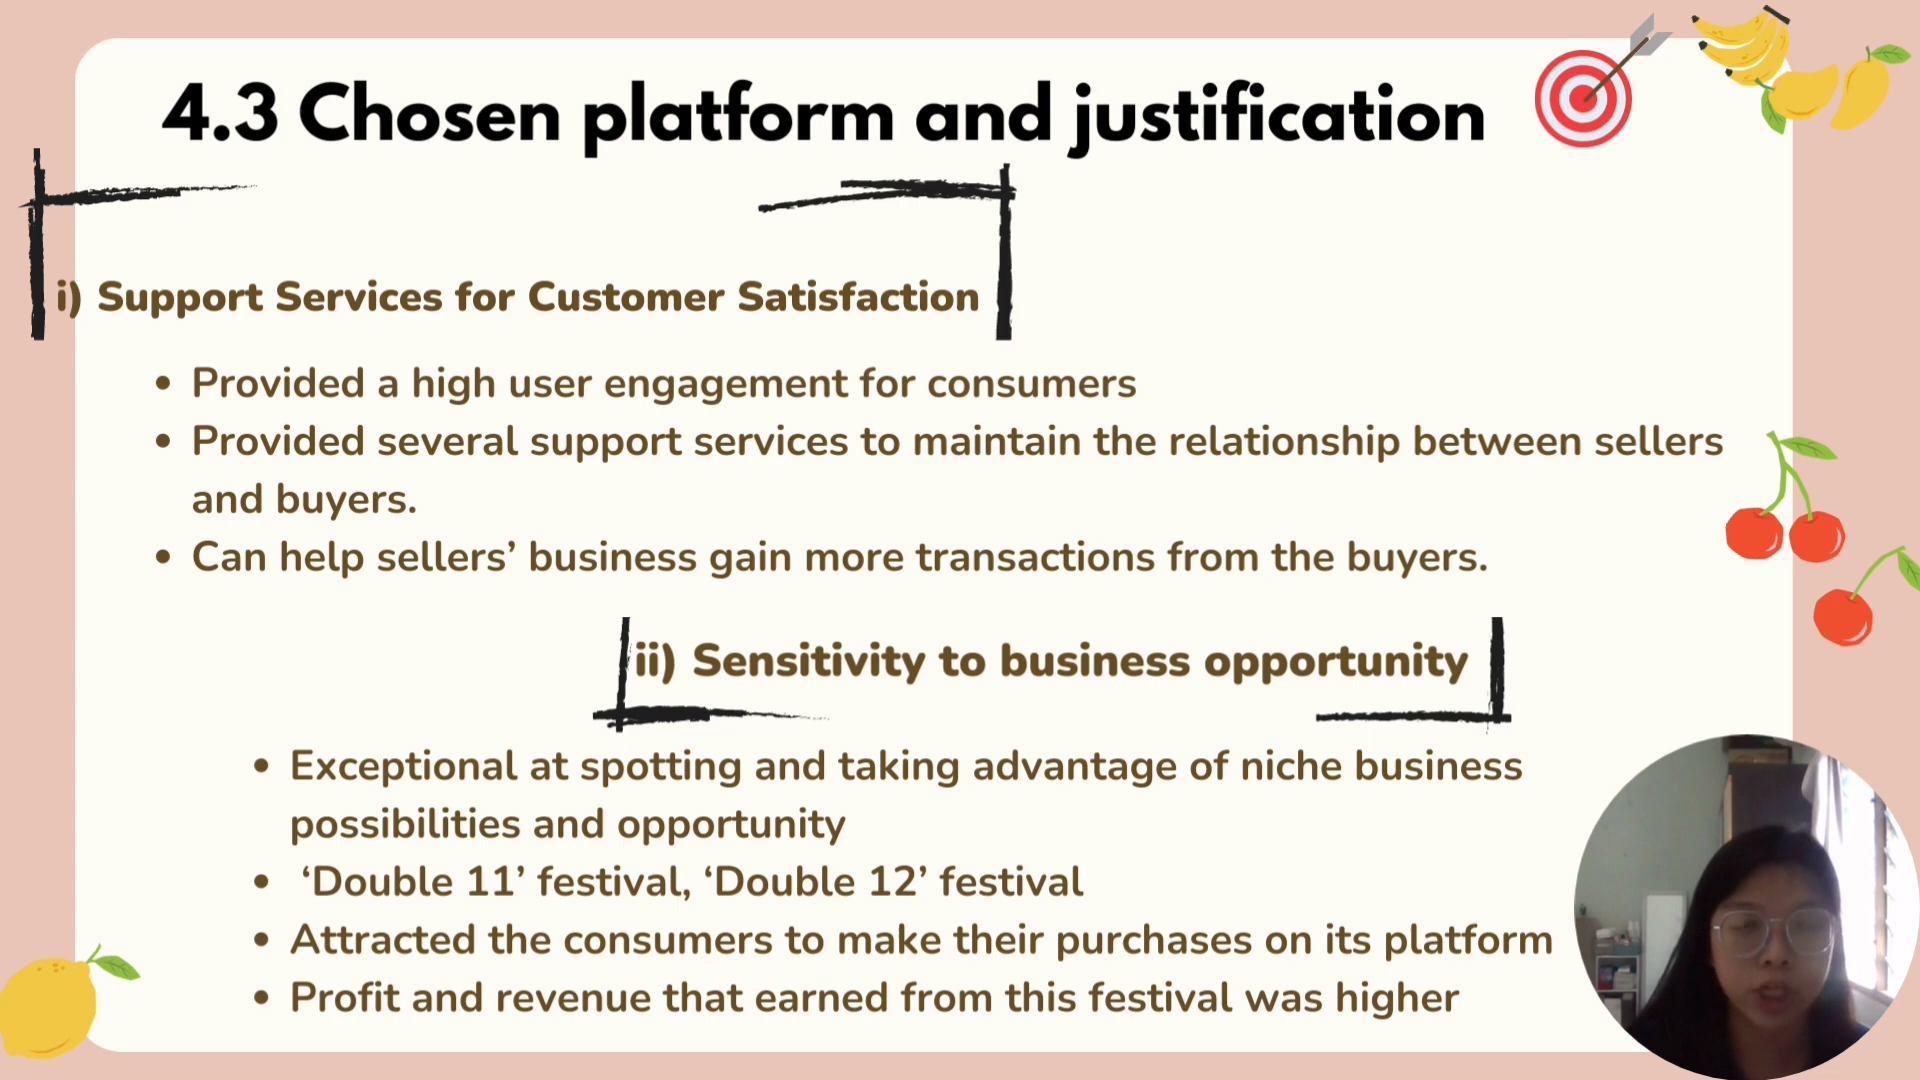 4.3 Chosen platform and justification
i) Support Services for Customer Satisfaction
• Provided a high user engagement for consumers
• Provided several support services to maintain the relationship between sellers
and buyers.
• Can help sellers’ business gain more transactions from the buyers.
ii) Sensitivity to business opportunity
• Exceptional at spotting and taking advantage of niche business
possibilities and opportunity
• ‘Double 11’ festival, ‘Double 12’ festival
• Attracted the consumers to make their purchases on its platform
• Profit and revenue that earned from this festival was higher